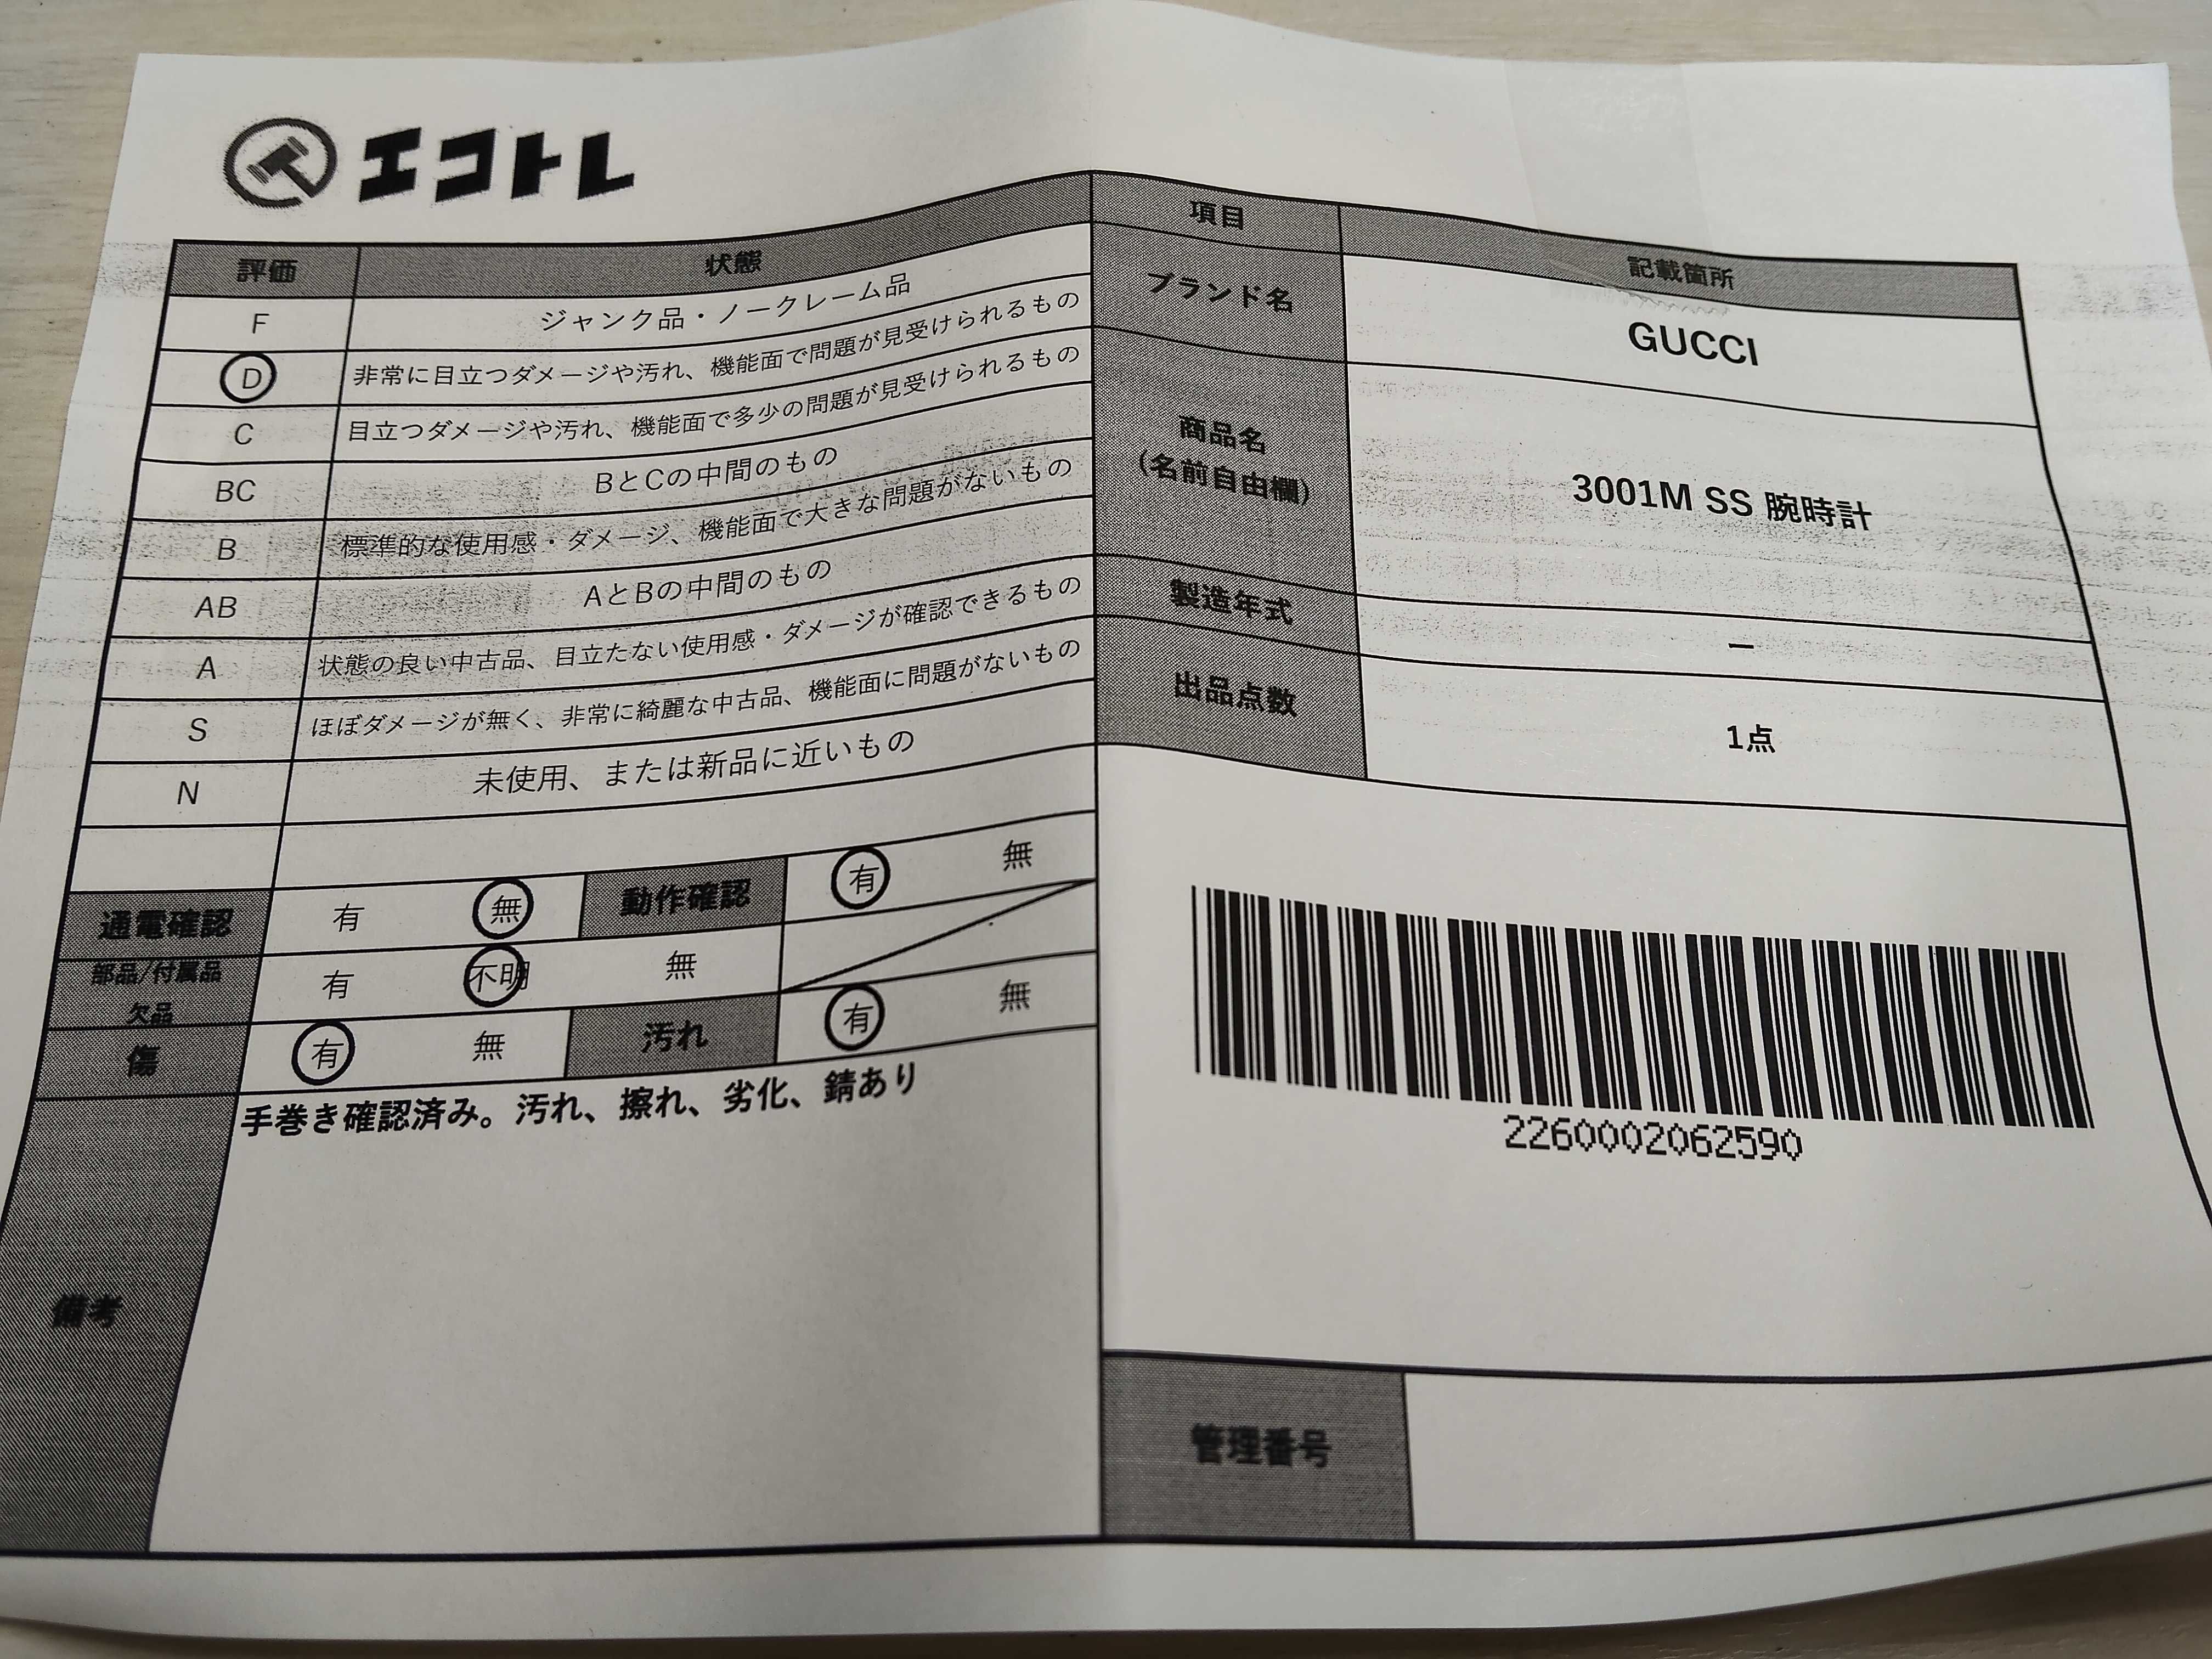 エコトレ
評価 状態
F ジャンク品・ノークレーム品
D 非常に目立つダメージや汚れ、機能面で問題が見受けられるもの
C 目立つダメージや汚れ、機能面で多少の問題が見受けられるもの
BC BとCの中間のもの
B 標準的な使用感・ダメージ、機能面で大きな問題がないもの
AB AとBの中間のもの
A 状態の良い中古品、目立たない使用感・ダメージが確認できるもの
S ほぼダメージが無く、非常に綺麗な中古品、機能面に問題がないもの
N 未使用、または新品に近いもの
通電確認 有 無 動作確認 有 無
部品/付属品
欠品
有 不明 無
傷 有 無 汚れ 有 無
備考
手巻き確認済み。汚れ、擦れ、劣化、錆あり
項目 記載箇所
ブランド名 GUCCI
商品名
(名前自由欄)
3001M SS 腕時計
製造年式 ー
出品点数 1点
2260002062590
管理番号